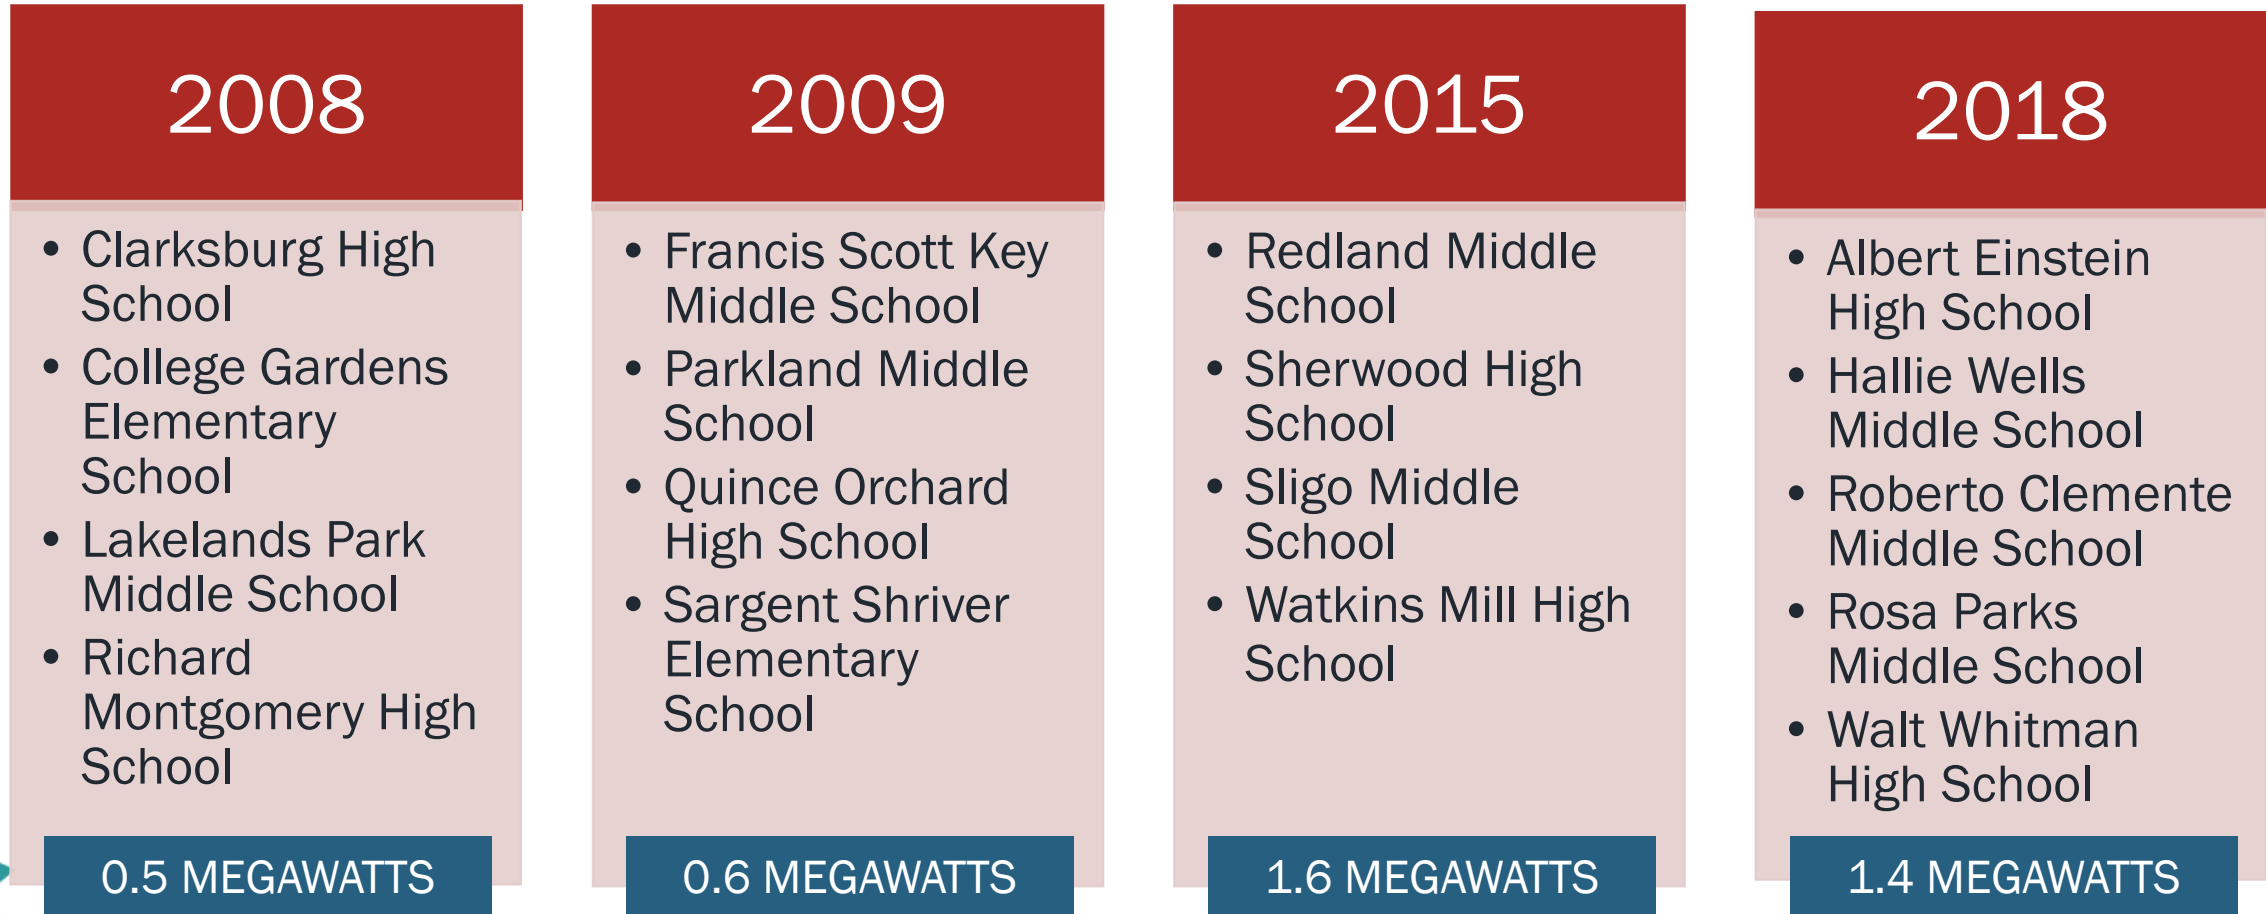 2008
• Clarksburg High
School
• College Gardens
Elementary
School
• Lakelands Park
Middle School
• Richard
Montgomery High
School
0.5 MEGAWATTS
2009
• Francis Scott Key
Middle School
• Parkland Middle
School
• Quince Orchard
High School
• Sargent Shriver
Elementary
School
0.6 MEGAWATTS
2015
• Redland Middle
School
• Sherwood High
School
• Sligo Middle
School
• Watkins Mill High
School
1.6 MEGAWATTS
2018
• Albert Einstein
High School
• Hallie Wells
Middle School
• Roberto Clemente
Middle School
• Rosa Parks
Middle School
• Walt Whitman
High School
1.4 MEGAWATTS